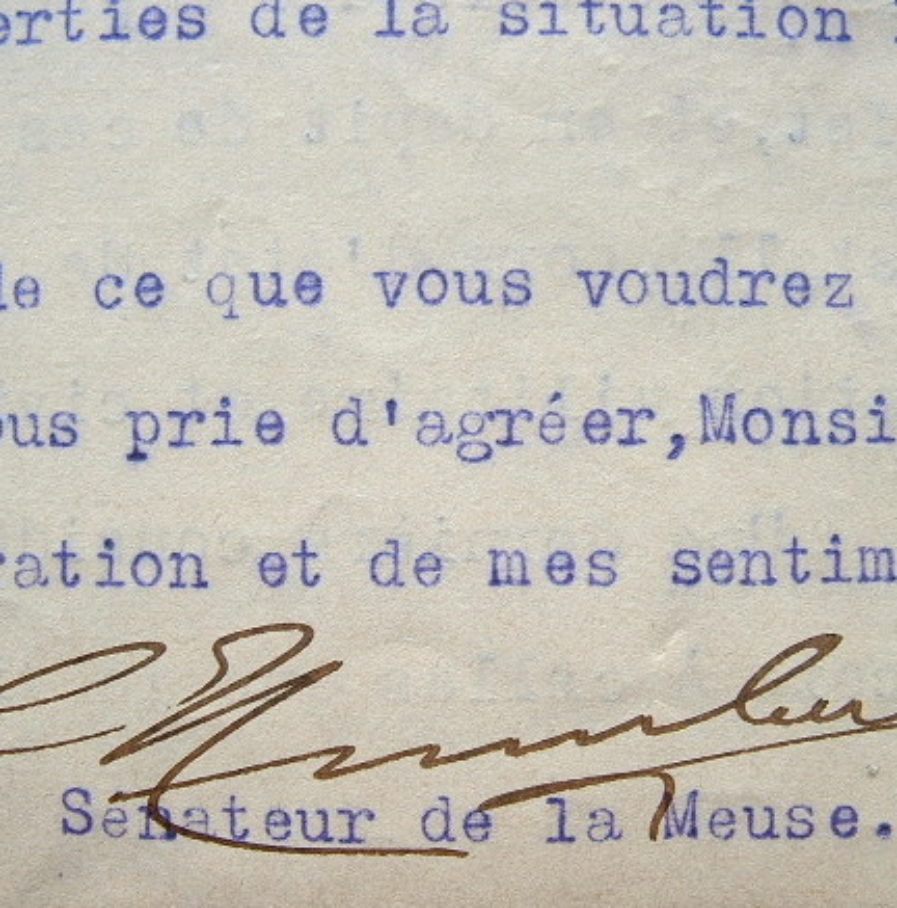 erties de la situation
de ce que vous voudrez
ous prie d'agréer,Monsi
ration et de mes sentim
Sénateur de la Meuse.